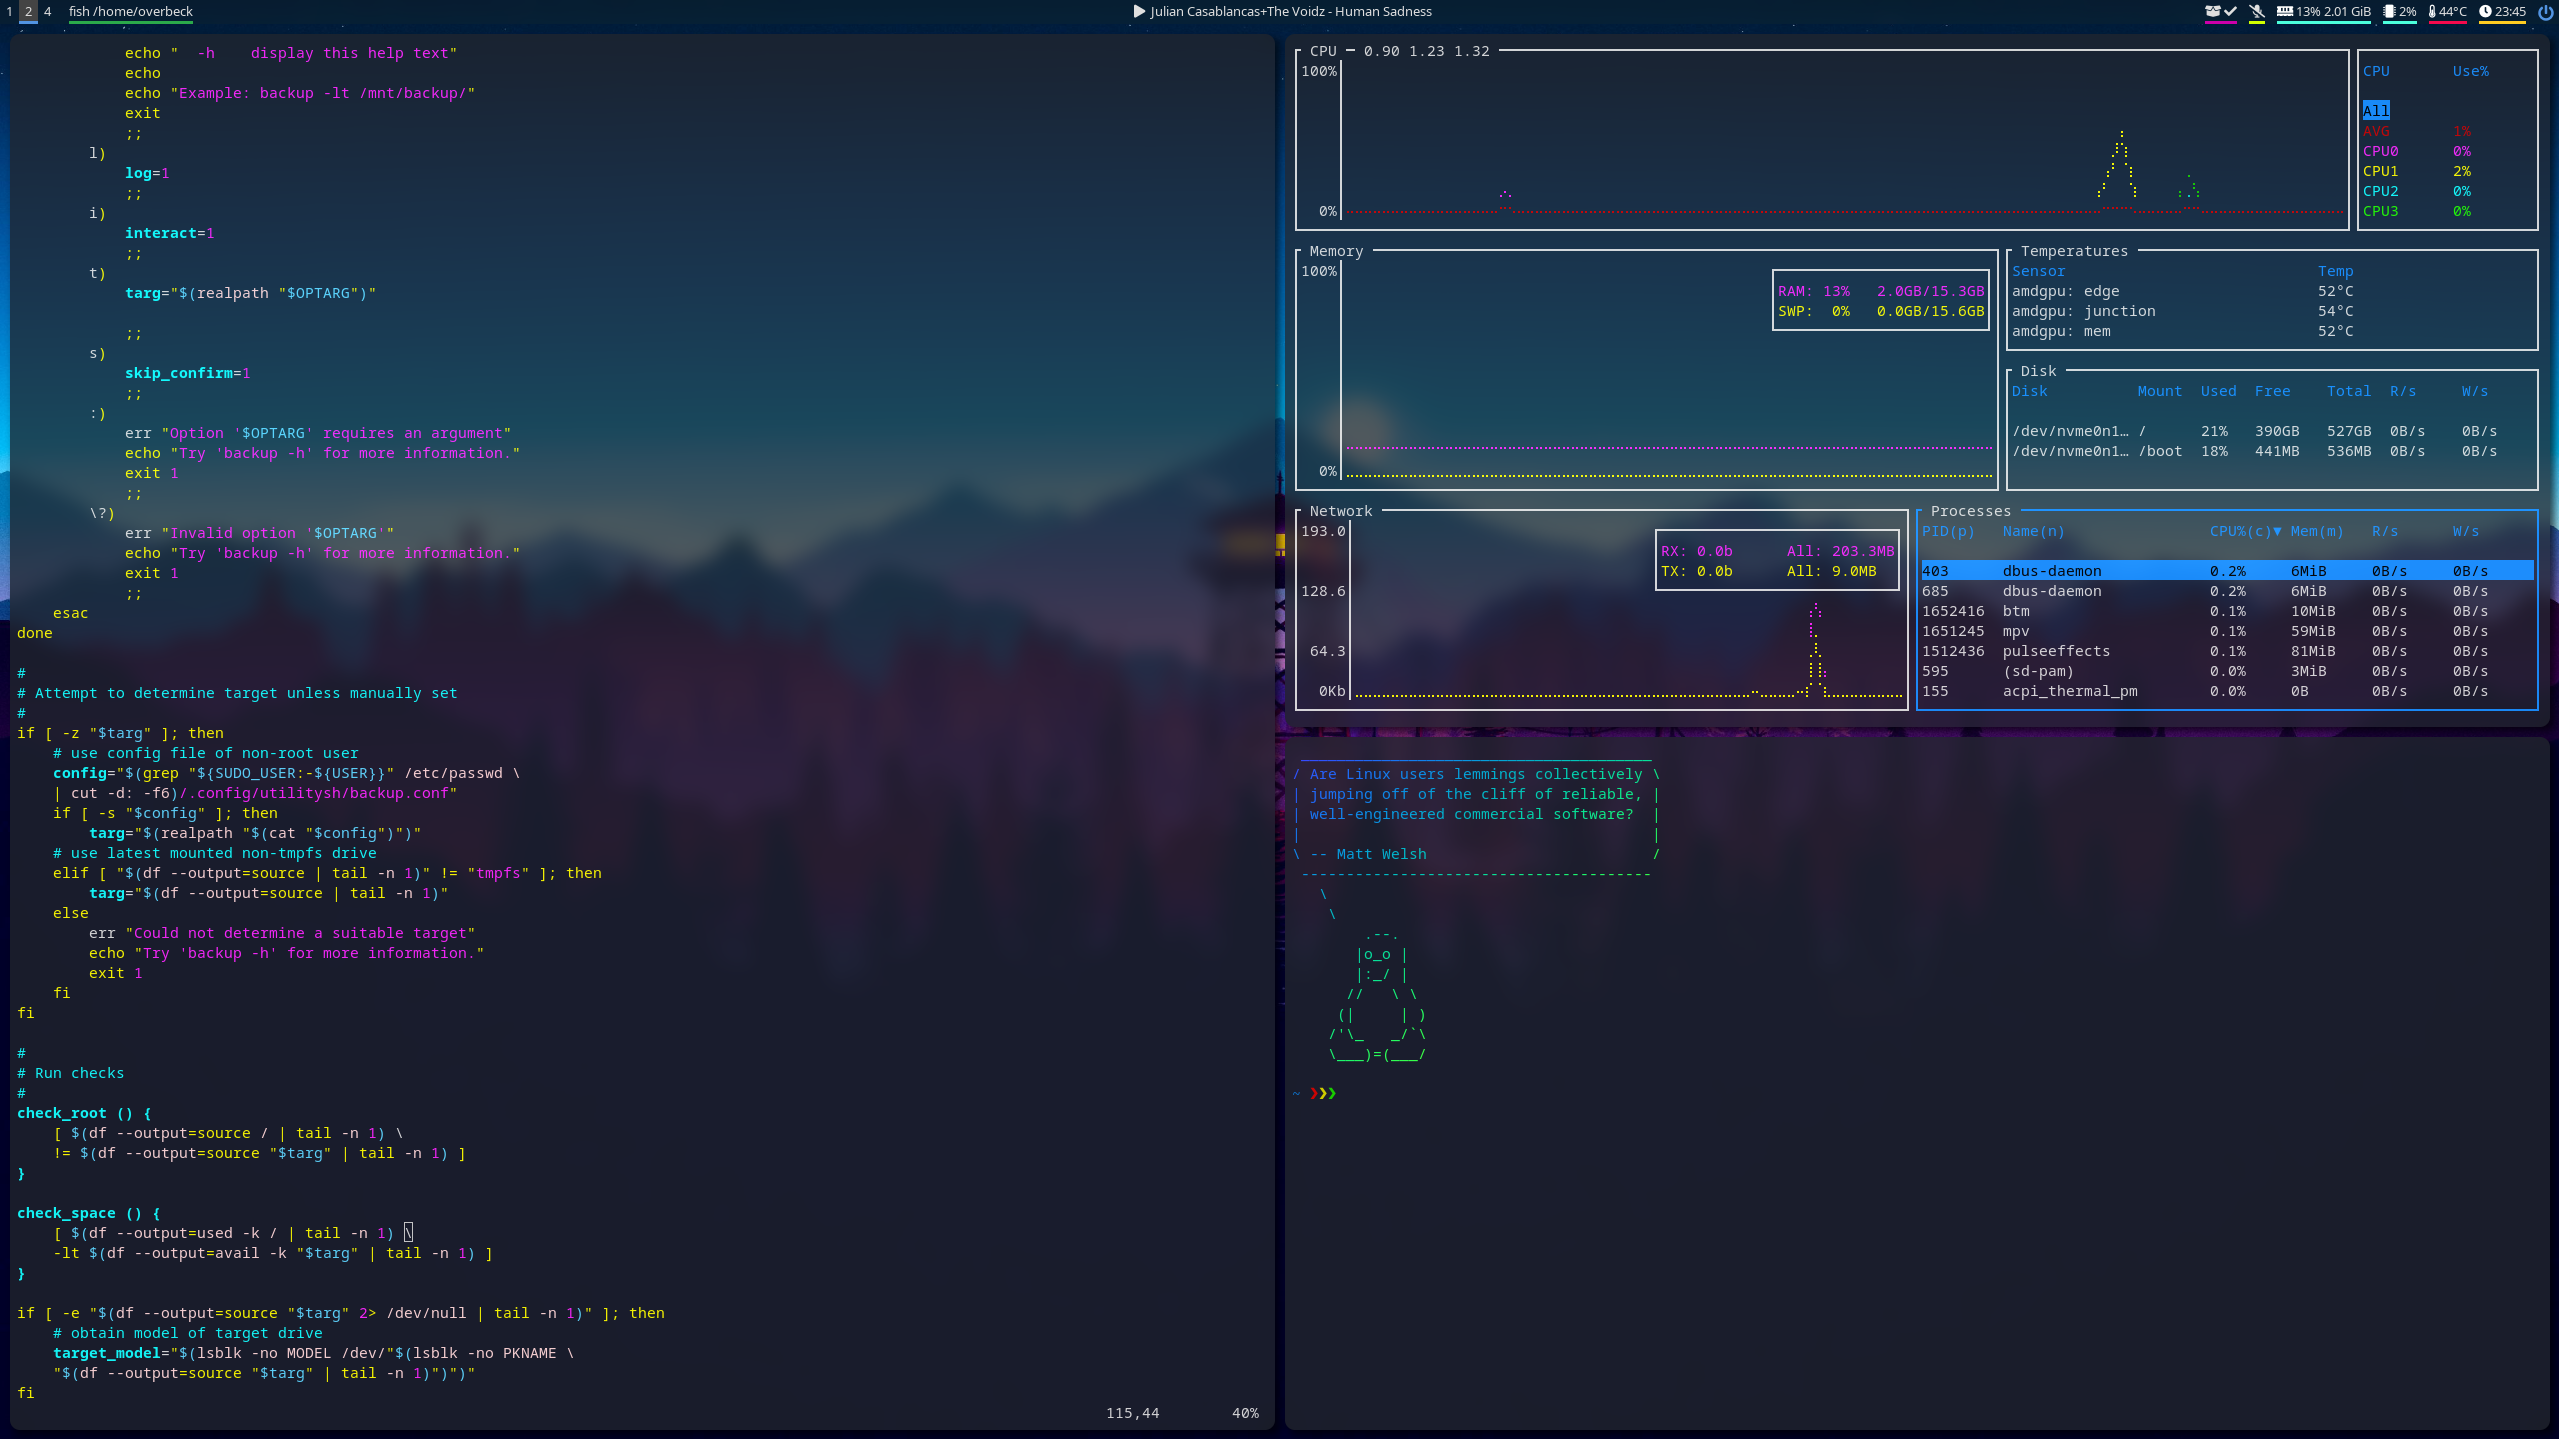 1 2 4 fish /home/overbeck
Julian Casablancas+The Voidz - Human Sadness
13% 2.01 GiB 2% 44°C 23:45
echo "  -h    display this help text"
echo
echo "Example: backup -lt /mnt/backup/"
exit
;;
l)
log=1
;;
i)
interact=1
;;
t)
targ="$(realpath "$OPTARG")"
;;
s)
skip_confirm=1
;;
:)
err "Option '$OPTARG' requires an argument"
echo "Try 'backup -h' for more information."
exit 1
;;
\?)
err "Invalid option '$OPTARG'"
echo "Try 'backup -h' for more information."
exit 1
;;
esac
done
#
# Attempt to determine target unless manually set
#
if [ -z "$targ" ]; then
# use config file of non-root user
config="$(grep "${SUDO_USER:-${USER}}" /etc/passwd \
| cut -d: -f6)/.config/utilitysh/backup.conf"
if [ -s "$config" ]; then
targ="$(realpath "$(cat "$config")")"
# use latest mounted non-tmpfs drive
elif [ "$(df --output=source | tail -n 1)" != "tmpfs" ]; then
targ="$(df --output=source | tail -n 1)"
else
err "Could not determine a suitable target"
echo "Try 'backup -h' for more information."
exit 1
fi
fi
#
# Run checks
#
check_root () {
[ $(df --output=source / | tail -n 1) \
!= $(df --output=source "$targ" | tail -n 1) ]
}
check_space () {
[ $(df --output=used -k / | tail -n 1) \
-lt $(df --output=avail -k "$targ" | tail -n 1) ]
}
if [ -e "$(df --output=source "$targ" 2> /dev/null | tail -n 1)" ]; then
# obtain model of target drive
target_model="$(lsblk -no MODEL /dev/"$(lsblk -no PKNAME \
"$(df --output=source "$targ" | tail -n 1)")")"
fi
115,44 40%
CPU — 0.90 1.23 1.32
100%
0%
CPU Use%
All
AVG 1%
CPU0 0%
CPU1 2%
CPU2 0%
CPU3 0%
Memory
100%
RAM: 13% 2.0GB/15.3GB
SWP: 0% 0.0GB/15.6GB
0%
Temperatures
Sensor Temp
amdgpu: edge 52°C
amdgpu: junction 54°C
amdgpu: mem 52°C
Disk
Disk Mount Used Free Total R/s W/s
/dev/nvme0n1… / 21% 390GB 527GB 0B/s 0B/s
/dev/nvme0n1… /boot 18% 441MB 536MB 0B/s 0B/s
Network
193.0
RX: 0.0b All: 203.3MB
TX: 0.0b All: 9.0MB
128.6
64.3
0Kb
Processes
PID(p) Name(n) CPU%(c)▼ Mem(m) R/s W/s
403 dbus-daemon 0.2% 6MiB 0B/s 0B/s
685 dbus-daemon 0.2% 6MiB 0B/s 0B/s
1652416 btm 0.1% 10MiB 0B/s 0B/s
1651245 mpv 0.1% 59MiB 0B/s 0B/s
1512436 pulseeffects 0.1% 81MiB 0B/s 0B/s
595 (sd-pam) 0.0% 3MiB 0B/s 0B/s
155 acpi_thermal_pm 0.0% 0B 0B/s 0B/s
 _______________________________________
/ Are Linux users lemmings collectively \
| jumping off of the cliff of reliable, |
| well-engineered commercial software?  |
|                                       |
\ -- Matt Welsh                         /
 ---------------------------------------
   \
    \
        .--.
       |o_o |
       |:_/ |
      //   \ \
     (|     | )
    /'\_   _/`\
    \___)=(___/
~ ❯❯❯